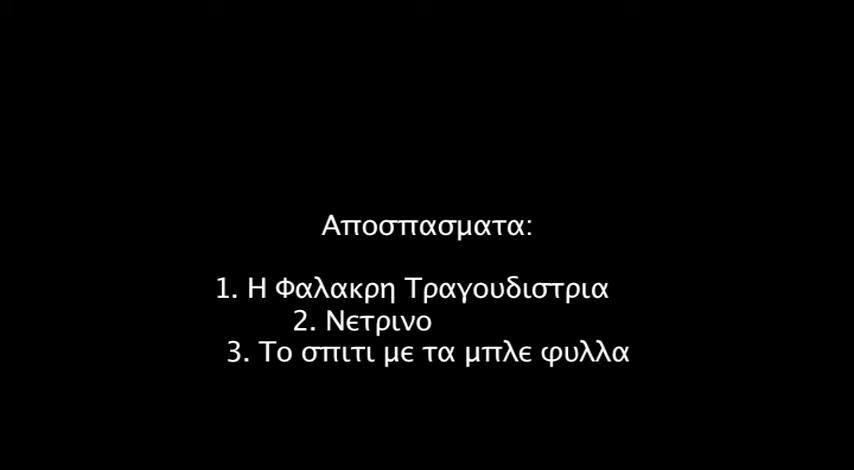 Αποσπασματα:
1. Η Φαλακρη Τραγουδιστρια
2. Νετρινο
3. Το σπιτι με τα μπλε φυλλα